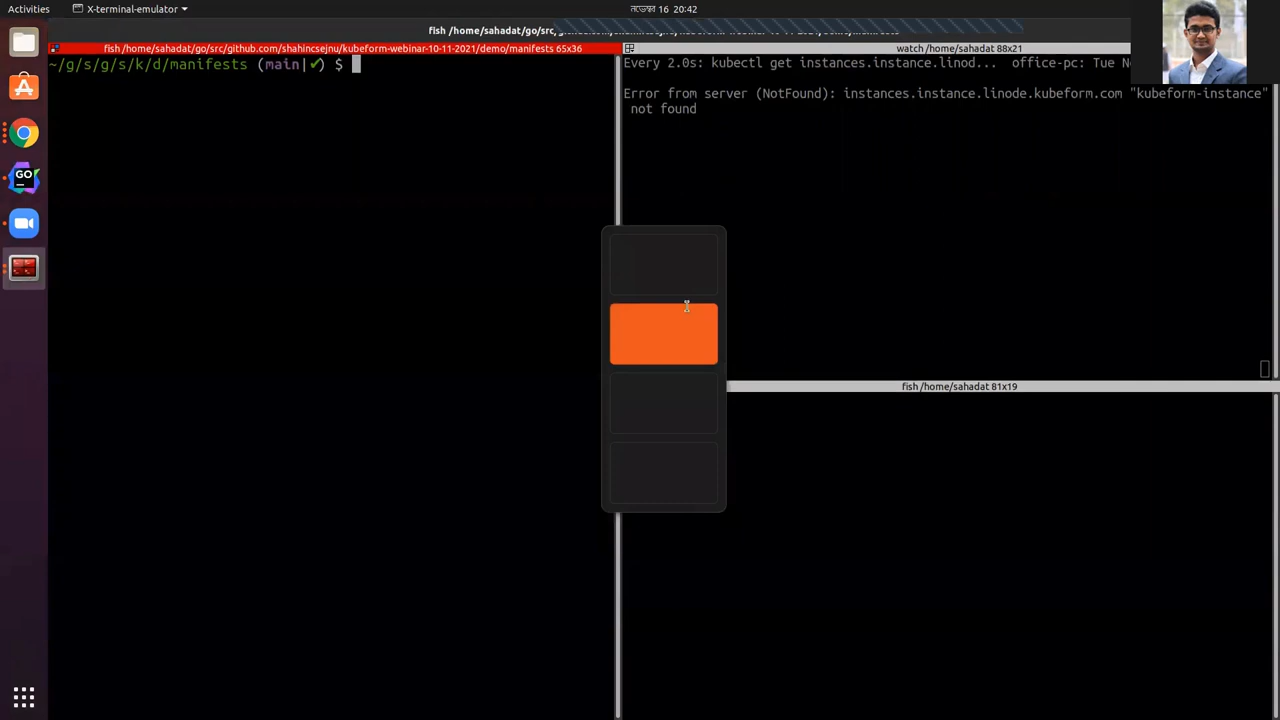 Activities
X-terminal-emulator
নভেম্বর 16 20:42
fish /home/sahadat/go/src/
fish /home/sahadat/go/src/github.com/shahincsejnu/kubeform-webinar-10-11-2021/demo/manifests 65x36
~/g/s/g/s/k/d/manifests (main|✔) $
watch /home/sahadat 88x21
Every 2.0s: kubectl get instances.instance.linod... office-pc: Tue N
Error from server (NotFound): instances.instance.linode.kubeform.com "kubeform-instance"
not found
fish /home/sahadat 81x19
GO